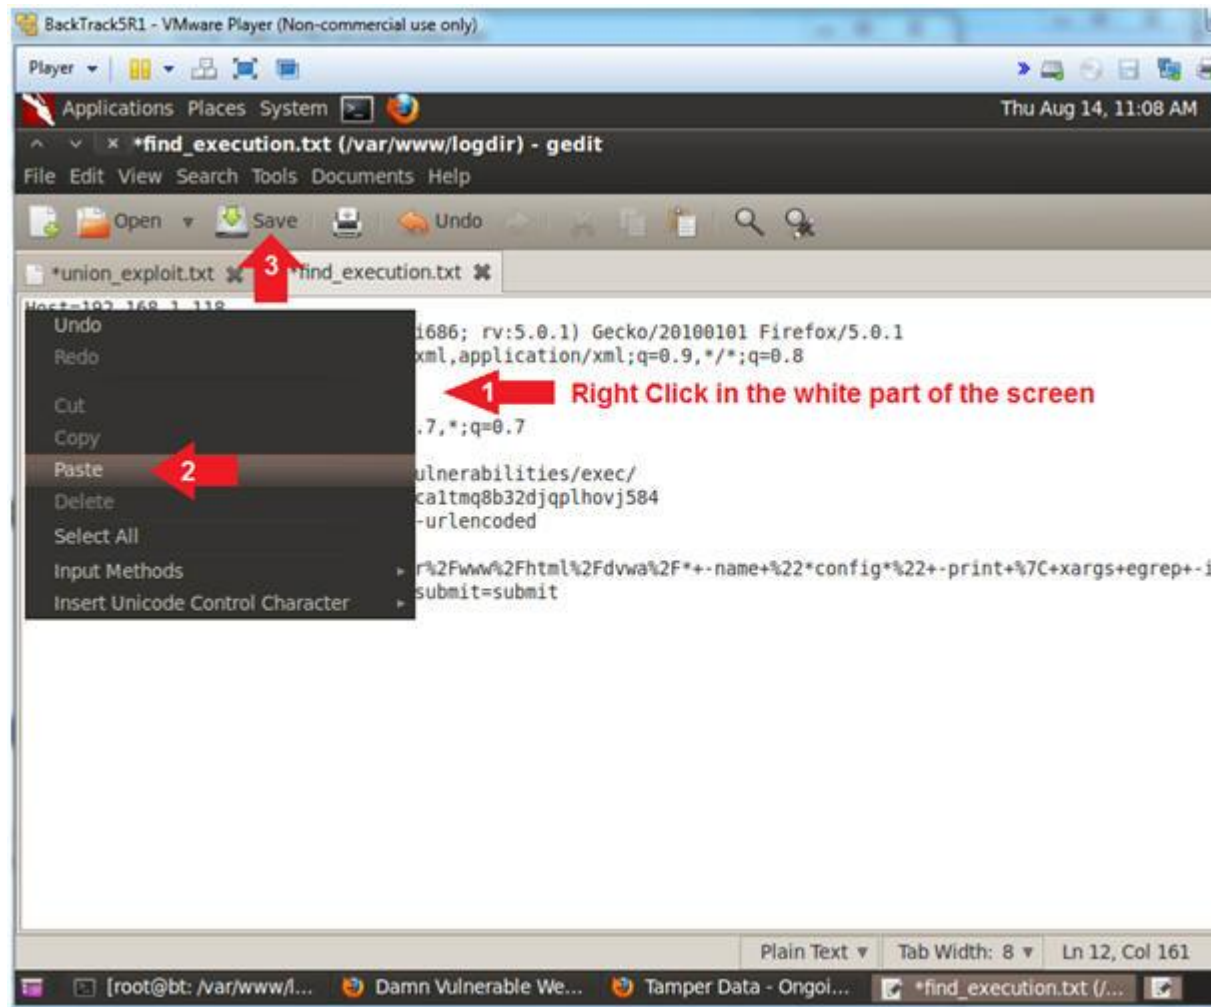 BackTrack5R1 - VMware Player (Non-commercial use only)
Player
Applications Places System Thu Aug 14, 11:08 AM
*find_execution.txt (/var/www/logdir) - gedit
File Edit View Search Tools Documents Help
Open Save Undo
*union_exploit.txt 3 *find_execution.txt
Host=192.168.1.118
Undo i686; rv:5.0.1) Gecko/20100101 Firefox/5.0.1
Redo xml,application/xml;q=0.9,*/*;q=0.8
1 Right Click in the white part of the screen
Cut
Copy .7,*;q=0.7
Paste 2 ulnerabilities/exec/
Delete ca1tmq8b32djqplhovj584
Select All -urlencoded
Input Methods r%2Fwww%2Fhtml%2Fdvwa%2F*+-name+%22*config*%22+-print+%7C+xargs+egrep+-i
Insert Unicode Control Character submit=submit
Plain Text Tab Width: 8 Ln 12, Col 161
[root@bt: /var/www/l... Damn Vulnerable We... Tamper Data - Ongoi... *find_execution.txt (/...